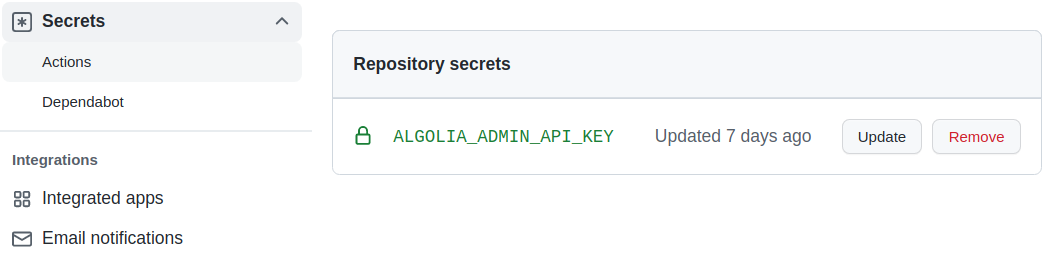 Secrets
Actions
Dependabot
Integrations
Integrated apps
Email notifications
Repository secrets
ALGOLIA_ADMIN_API_KEY Updated 7 days ago Update Remove